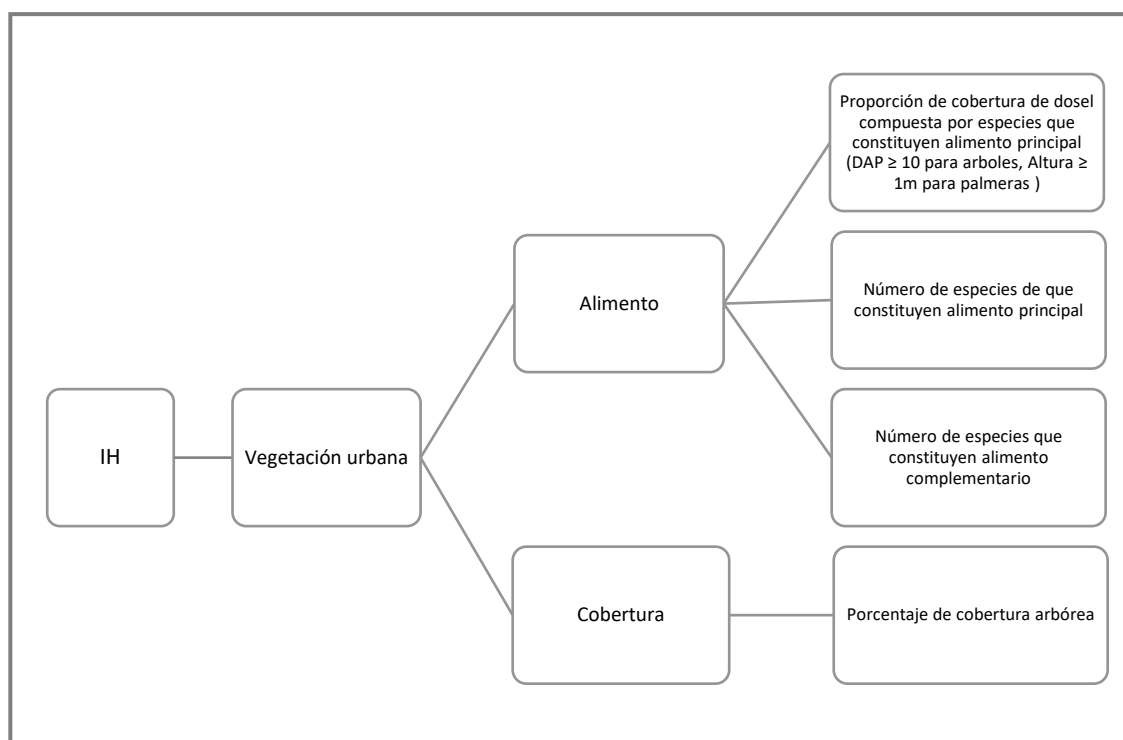 IH
Vegetación urbana
Alimento
Cobertura
Proporción de cobertura de dosel
compuesta por especies que
constituyen alimento principal
(DAP ≥ 10 para arboles, Altura ≥
1m para palmeras )
Número de especies de que
constituyen alimento principal
Número de especies que
constituyen alimento
complementario
Porcentaje de cobertura arbórea